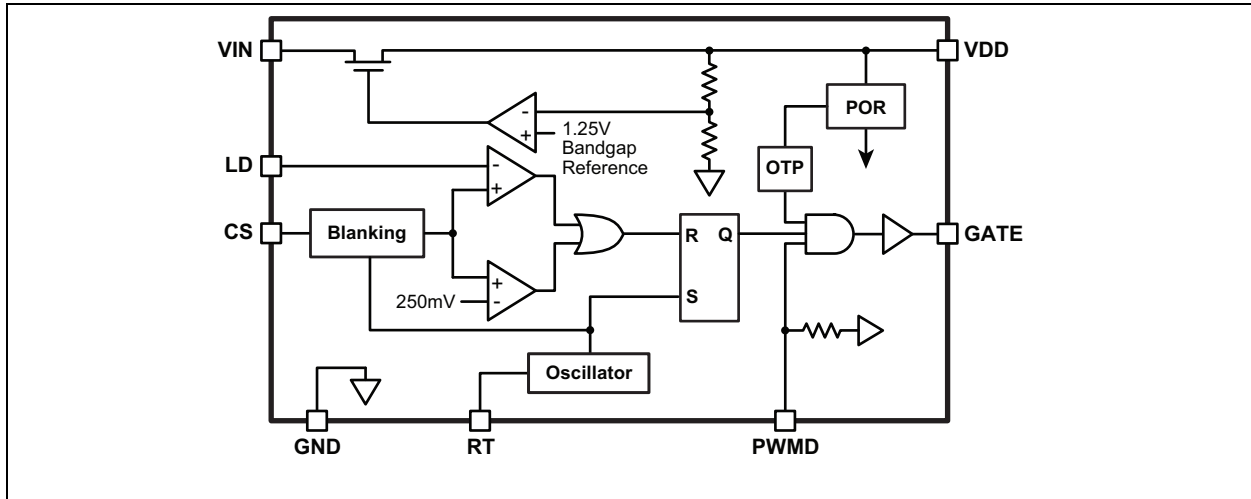 VIN
VDD
POR
-
+
1.25V
Bandgap
Reference
OTP
LD
-
+
CS
Blanking
R
Q
GATE
+
-
250mV
S
Oscillator
GND
RT
PWMD